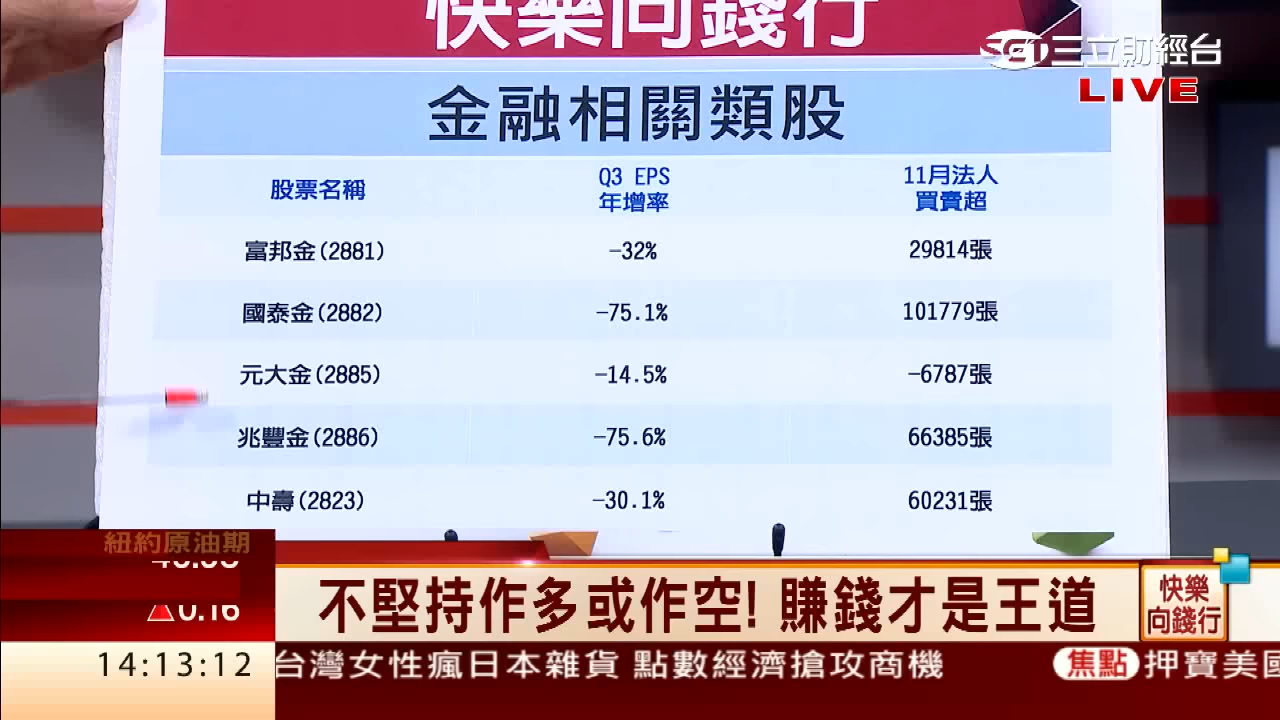 快樂向錢行
SET三立財經台
LIVE
金融相關類股
股票名稱 Q3 EPS 年增率 11月法人 買賣超
富邦金(2881) -32% 29814張
國泰金(2882) -75.1% 101779張
元大金(2885) -14.5% -6787張
兆豐金(2886) -75.6% 66385張
中壽(2823) -30.1% 60231張
紐約原油期
▲0.16
不堅持作多或作空! 賺錢才是王道
快樂
向錢行
14:13:12
台灣女性瘋日本雜貨 點數經濟搶攻商機
焦點 押寶美國